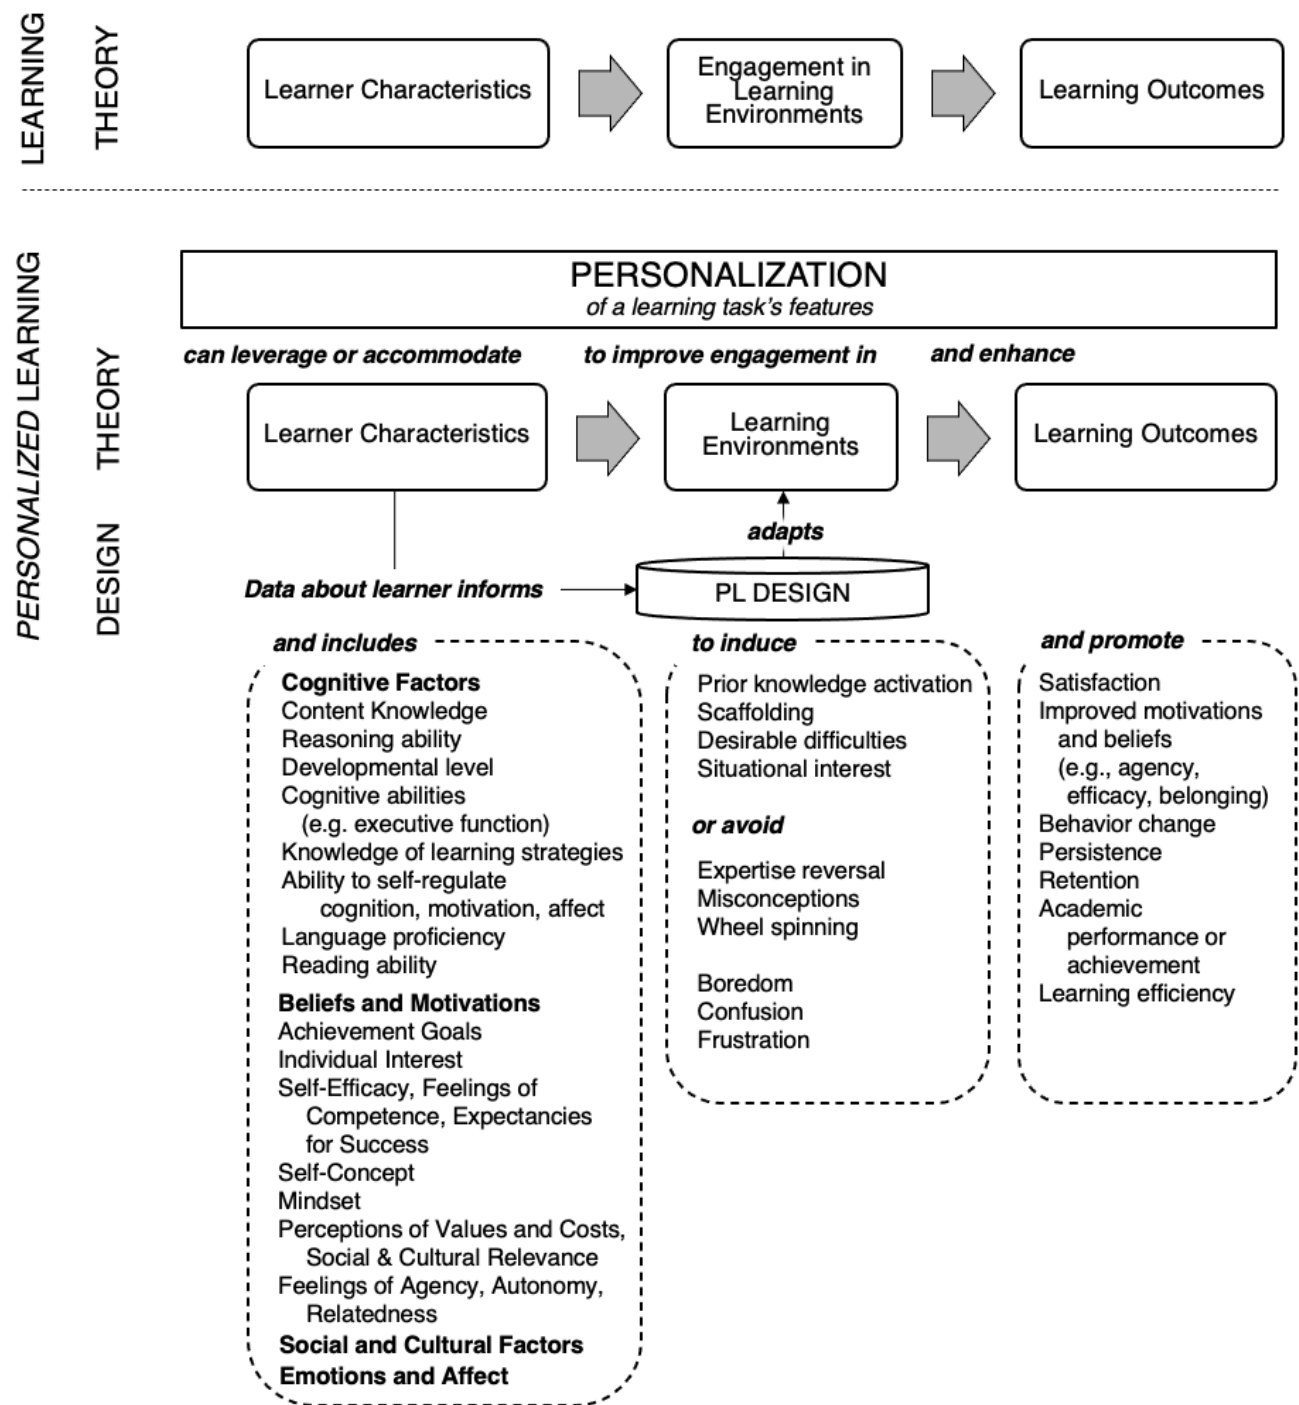 LEARNING
THEORY
Learner Characteristics
Engagement in
Learning
Environments
Learning Outcomes
PERSONALIZED LEARNING
THEORY
DESIGN
PERSONALIZATION
of a learning task's features
can leverage or accommodate
to improve engagement in
and enhance
Learner Characteristics
Learning
Environments
Learning Outcomes
adapts
Data about learner informs
PL DESIGN
and includes
Cognitive Factors
Content Knowledge
Reasoning ability
Developmental level
Cognitive abilities
(e.g. executive function)
Knowledge of learning strategies
Ability to self-regulate
cognition, motivation, affect
Language proficiency
Reading ability
Beliefs and Motivations
Achievement Goals
Individual Interest
Self-Efficacy, Feelings of
Competence, Expectancies
for Success
Self-Concept
Mindset
Perceptions of Values and Costs,
Social & Cultural Relevance
Feelings of Agency, Autonomy,
Relatedness
Social and Cultural Factors
Emotions and Affect
to induce
Prior knowledge activation
Scaffolding
Desirable difficulties
Situational interest
or avoid
Expertise reversal
Misconceptions
Wheel spinning
Boredom
Confusion
Frustration
and promote
Satisfaction
Improved motivations
and beliefs
(e.g., agency,
efficacy, belonging)
Behavior change
Persistence
Retention
Academic
performance or
achievement
Learning efficiency